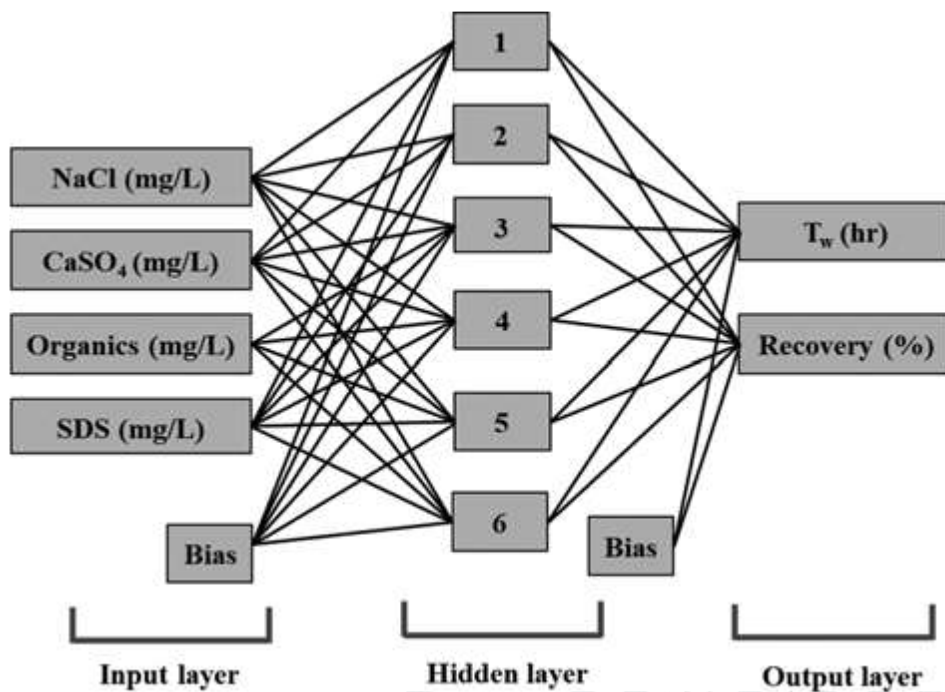 NaCl (mg/L)
CaSO₄ (mg/L)
Organics (mg/L)
SDS (mg/L)
Bias
1
2
3
4
5
6
Bias
T_w (hr)
Recovery (%)
Input layer
Hidden layer
Output layer